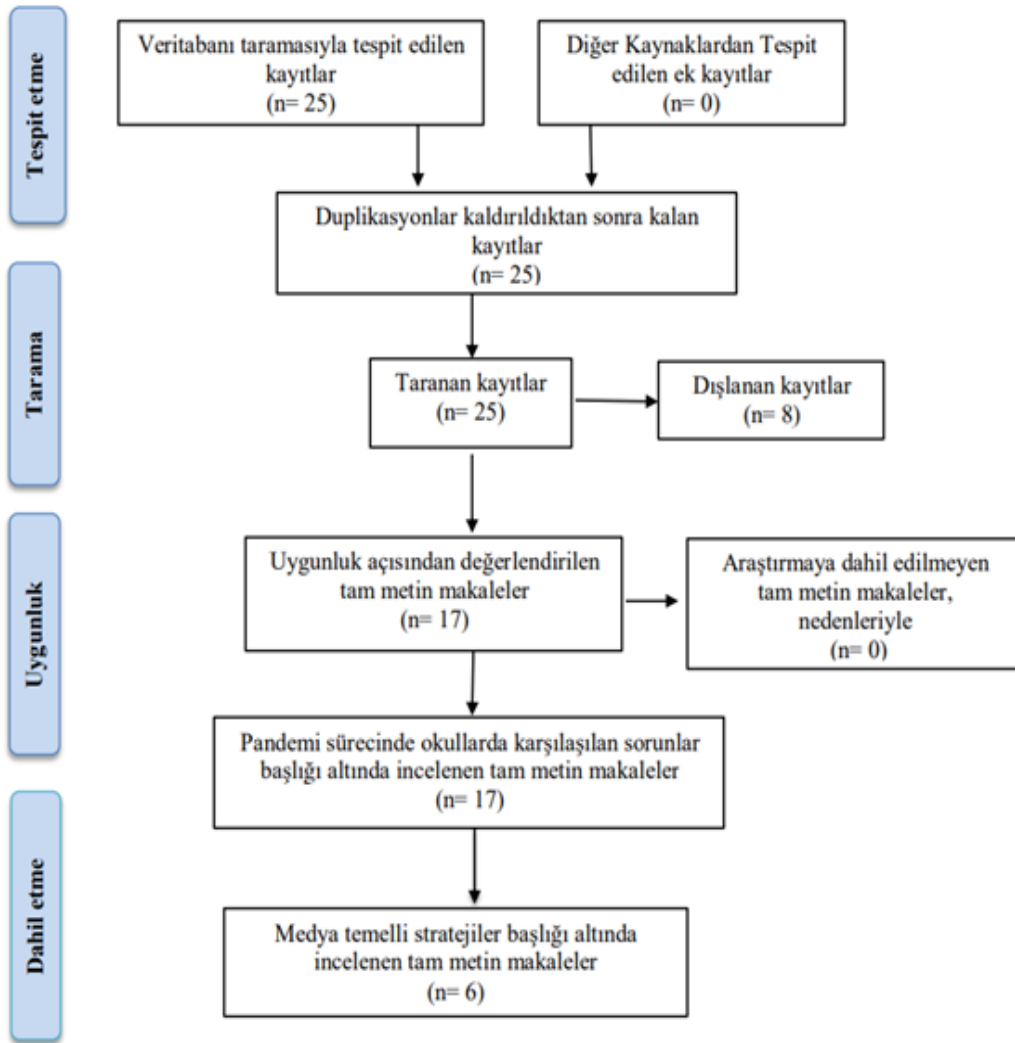 Tespit etme
Veritabanı taramasıyla tespit edilen
kayıtlar
(n= 25)
Diğer Kaynaklardan Tespit
edilen ek kayıtlar
(n= 0)
Duplikasyonlar kaldırıldıktan sonra kalan
kayıtlar
(n= 25)
Tarama
Taranan kayıtlar
(n= 25)
Dışlanan kayıtlar
(n= 8)
Uygunluk
Uygunluk açısından değerlendirilen
tam metin makaleler
(n= 17)
Araştırmaya dahil edilmeyen
tam metin makaleler,
nedenleriyle
(n= 0)
Pandemi sürecinde okullarda karşılaşılan sorunlar
başlığı altında incelenen tam metin makaleler
(n= 17)
Dahil etme
Medya temelli stratejiler başlığı altında
incelenen tam metin makaleler
(n= 6)